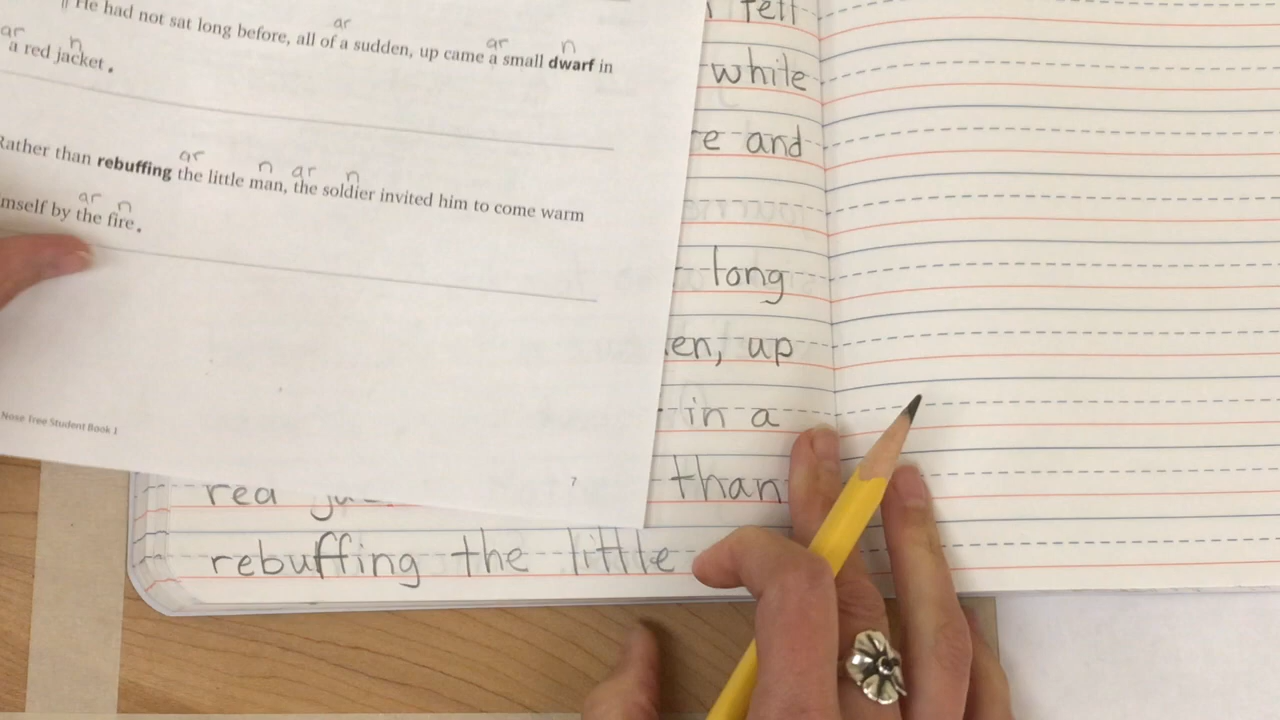 He had not sat long before, all of a sudden, up came a small dwarf in
ar
ar
n
a red jacket.
ar
n
Rather than rebuffing the little man, the soldier invited him to come warm
ar
n
ar
n
mself by the fire.
ar
n
Nose Tree Student Book 1
7
fell
white
and
long
en, up
in a
than
rebuffing the little